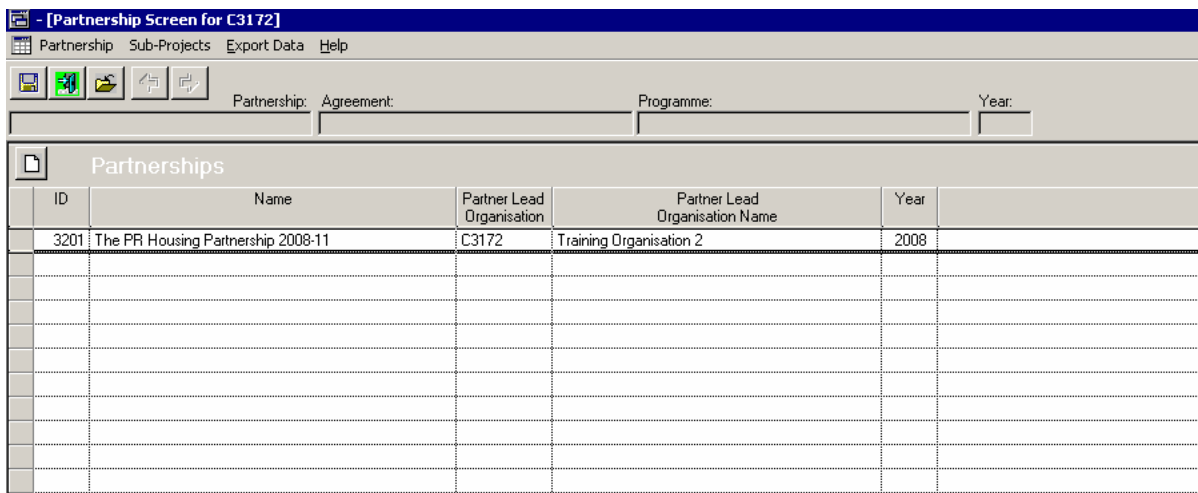 - [Partnership Screen for C3172]
Partnership Sub-Projects Export Data Help
Partnership: Agreement: Programme: Year:
Partnerships
ID Name Partner Lead Organisation Partner Lead Organisation Name Year
3201 The PR Housing Partnership 2008-11 C3172 Training Organisation 2 2008